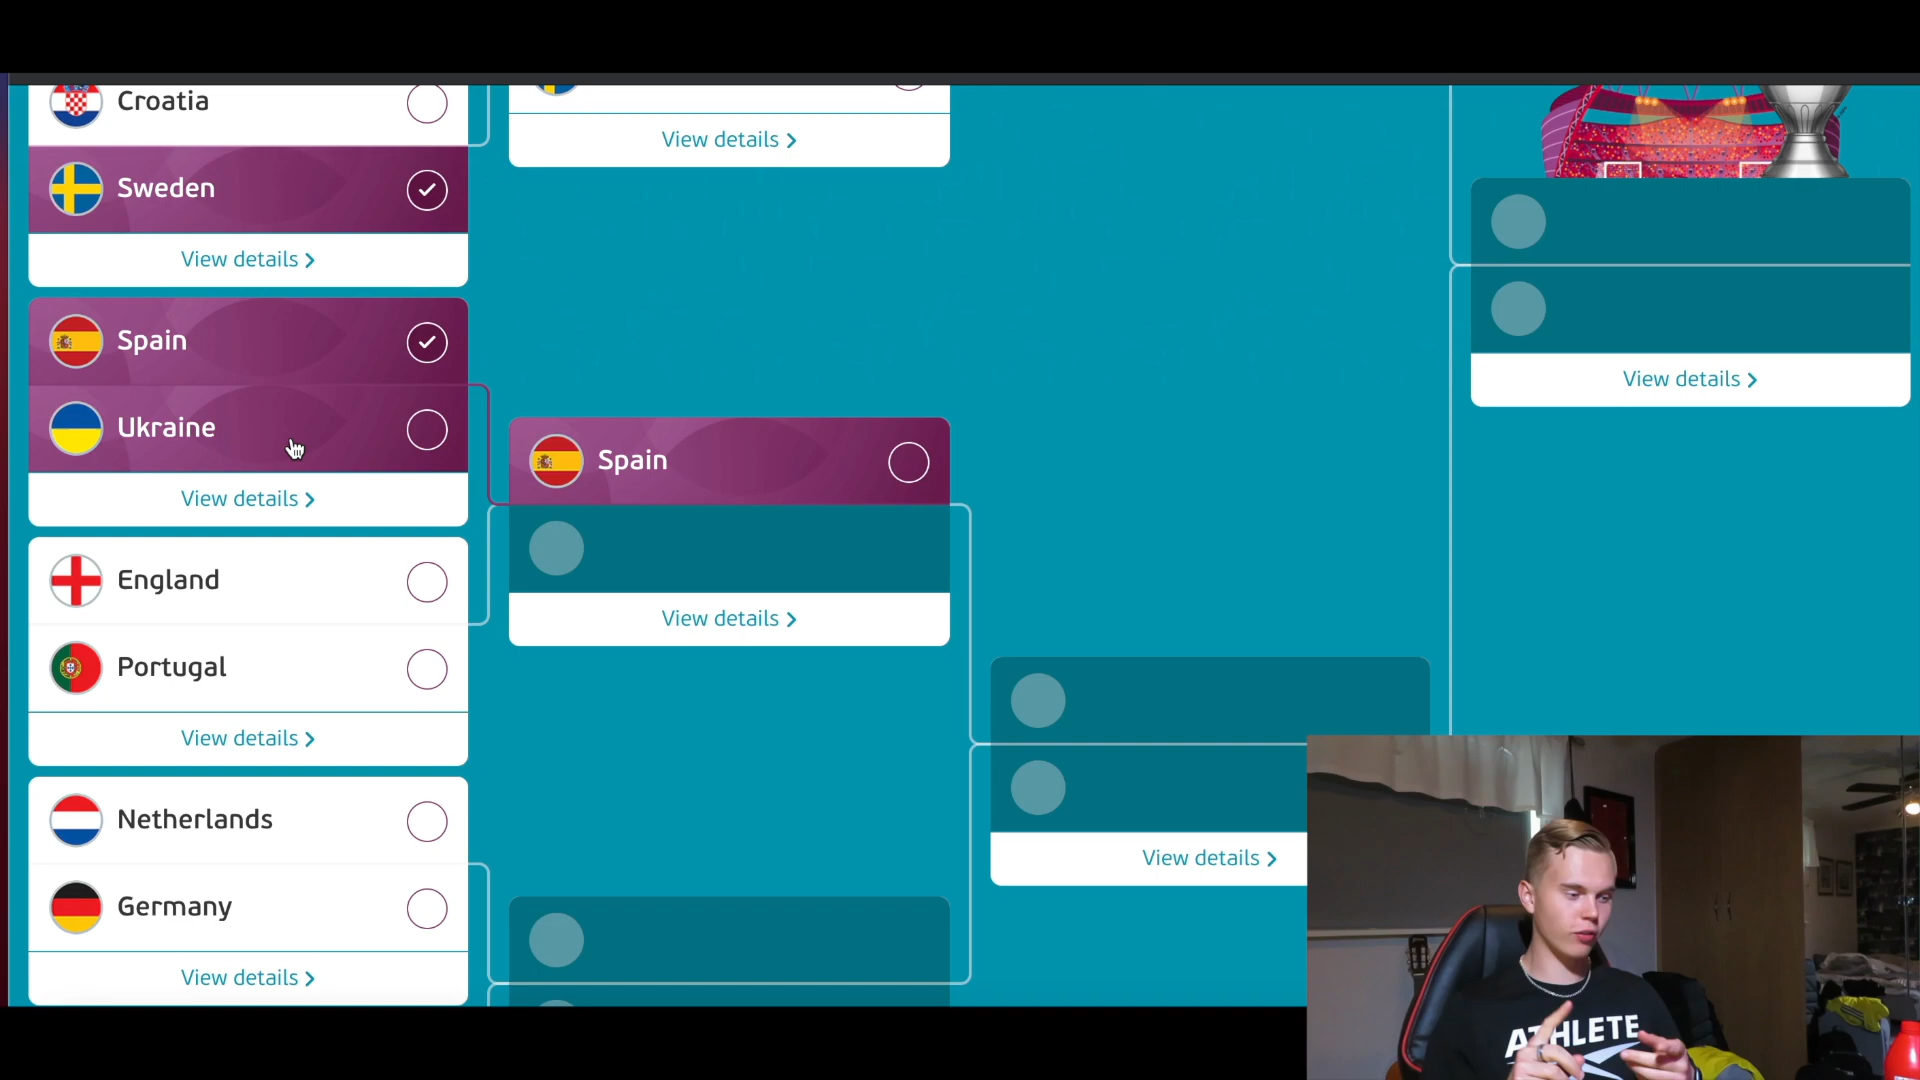 Croatia
Sweden
View details
Spain
Ukraine
View details
England
Portugal
View details
Netherlands
Germany
View details
View details
Spain
View details
View details
View details
ATHLETE